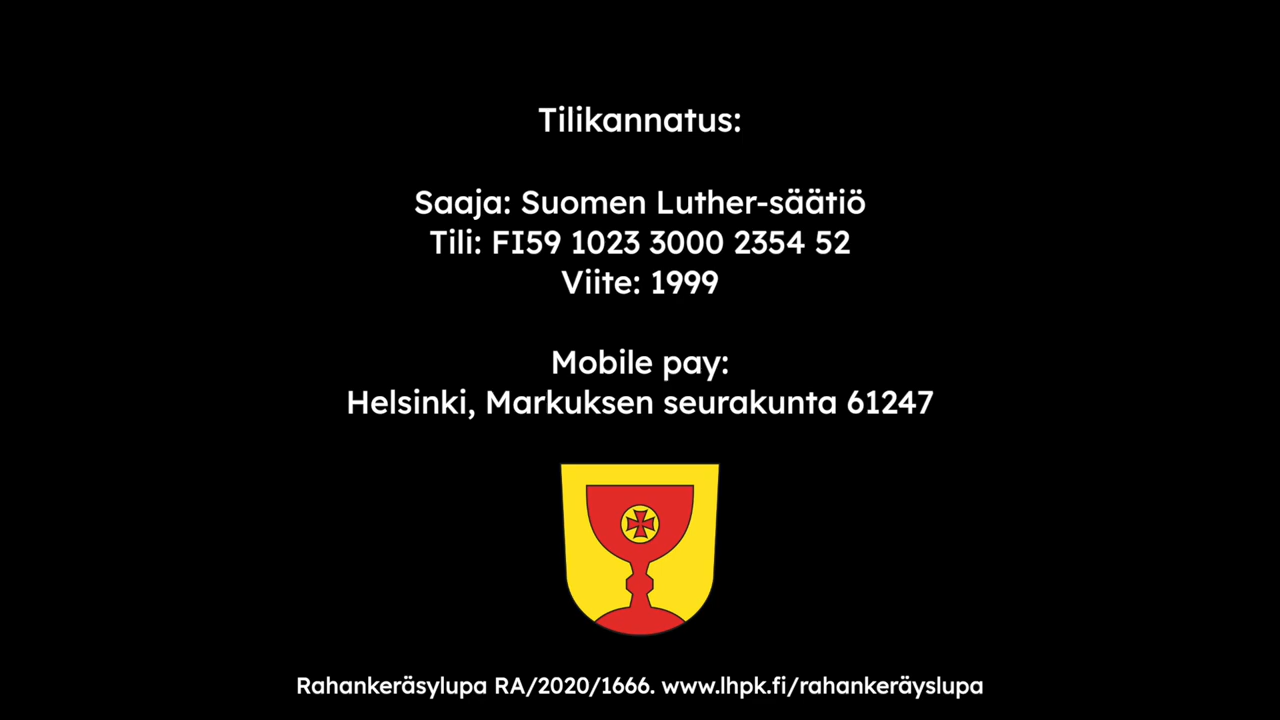 Tilikannatus:
Saaja: Suomen Luther-säätiö
Tili: FI59 1023 3000 2354 52
Viite: 1999
Mobile pay:
Helsinki, Markuksen seurakunta 61247
Rahankeräsylupa RA/2020/1666. www.lhpk.fi/rahankeräyslupa